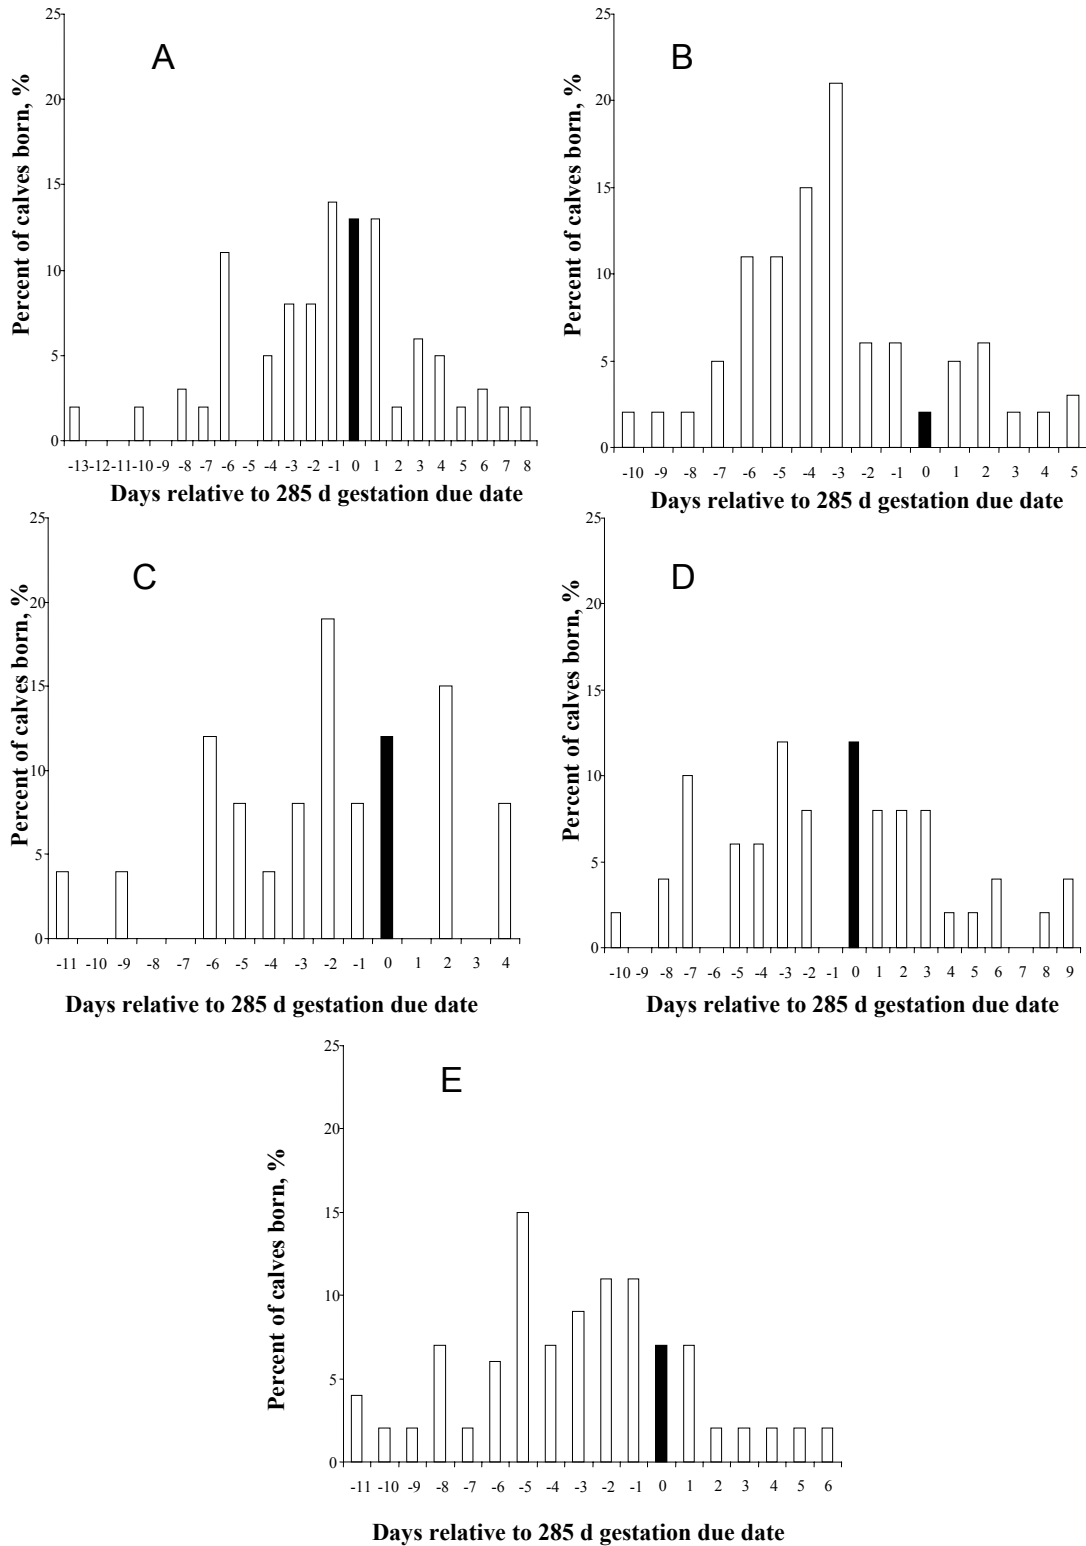 A
Percent of calves born, %
25
20
15
10
5
0
-13 -12 -11 -10 -9 -8 -7 -6 -5 -4 -3 -2 -1 0 1 2 3 4 5 6 7 8
Days relative to 285 d gestation due date
B
Percent of calves born, %
25
20
15
10
5
0
-10 -9 -8 -7 -6 -5 -4 -3 -2 -1 0 1 2 3 4 5
Days relative to 285 d gestation due date
C
Percent of calves born, %
25
20
15
10
5
0
-11 -10 -9 -8 -7 -6 -5 -4 -3 -2 -1 0 1 2 3 4
Days relative to 285 d gestation due date
D
Percent of calves born, %
25
20
15
10
5
0
-10 -9 -8 -7 -6 -5 -4 -3 -2 -1 0 1 2 3 4 5 6 7 8 9
Days relative to 285 d gestation due date
E
Percent of calves born, %
25
20
15
10
5
0
-11 -10 -9 -8 -7 -6 -5 -4 -3 -2 -1 0 1 2 3 4 5 6
Days relative to 285 d gestation due date